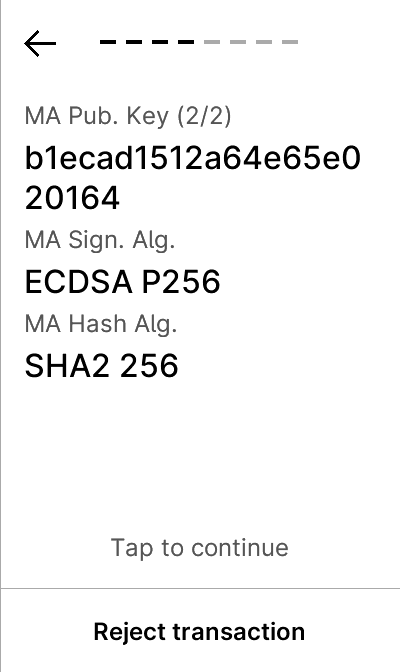 MA Pub. Key (2/2)
b1ecad1512a64e65e0
20164
MA Sign. Alg.
ECDSA P256
MA Hash Alg.
SHA2 256
Tap to continue
Reject transaction